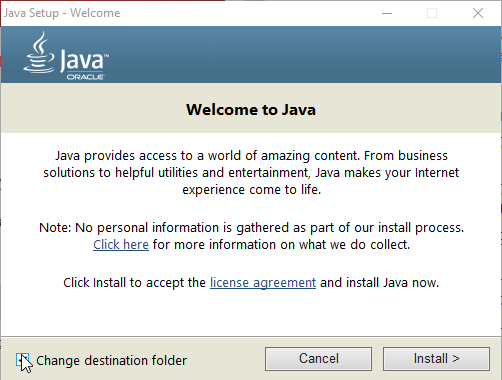 Java Setup - Welcome
Java™
ORACLE
Welcome to Java
Java provides access to a world of amazing content. From business
solutions to helpful utilities and entertainment, Java makes your Internet
experience come to life.
Note: No personal information is gathered as part of our install process.
Click here for more information on what we do collect.
Click Install to accept the license agreement and install Java now.
Change destination folder
Cancel
Install >